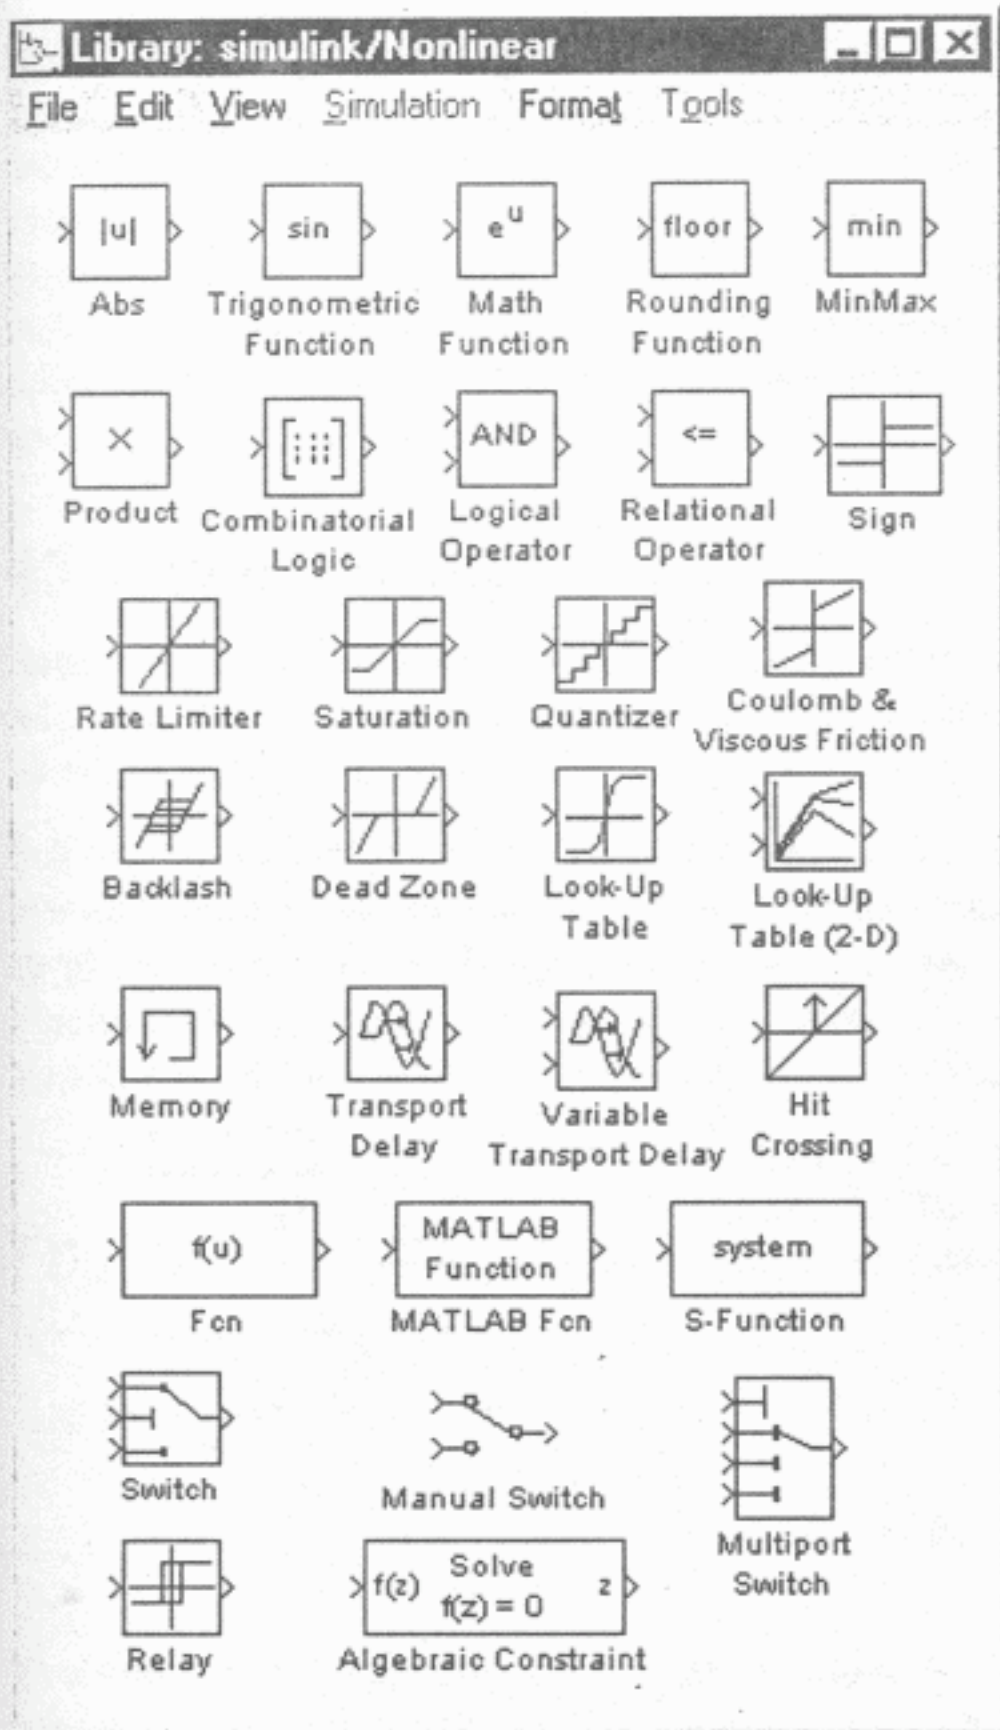 Library: simulink/Nonlinear
File Edit View Simulation Format Tools
|u| sin e^u floor min
Abs Trigonometric Function Math Function Rounding Function MinMax
× AND <=
Product Combinatorial Logic Logical Operator Relational Operator Sign
Rate Limiter Saturation Quantizer Coulomb & Viscous Friction
Backlash Dead Zone Look-Up Table Look-Up Table (2-D)
Memory Transport Delay Variable Transport Delay Hit Crossing
f(u) MATLAB Function system
Fcn MATLAB Fcn S-Function
Switch Manual Switch Multiport Switch
f(z) Solve f(z) = 0 z
Relay Algebraic Constraint